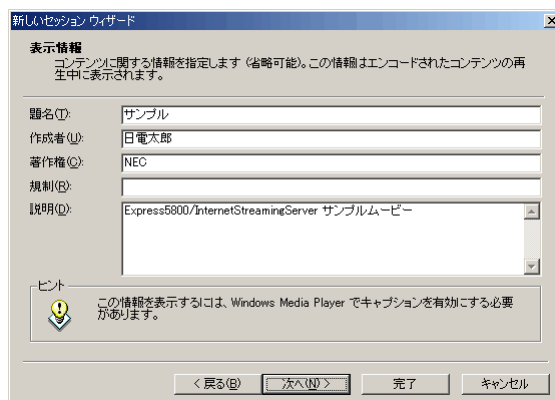 新しいセッション ウィザード
表示情報
コンテンツに関する情報を指定します (省略可能)。この情報はエンコードされたコンテンツの再
生中に表示されます。
題名(T):
サンプル
作成者(U):
日電太郎
著作権(C):
NEC
規制(R):
説明(D):
Express5800/InternetStreamingServer サンプルムービー
ヒント
この情報を表示するには、Windows Media Player でキャプションを有効にする必要
があります。
< 戻る(B) 次へ(N) > 完了 キャンセル